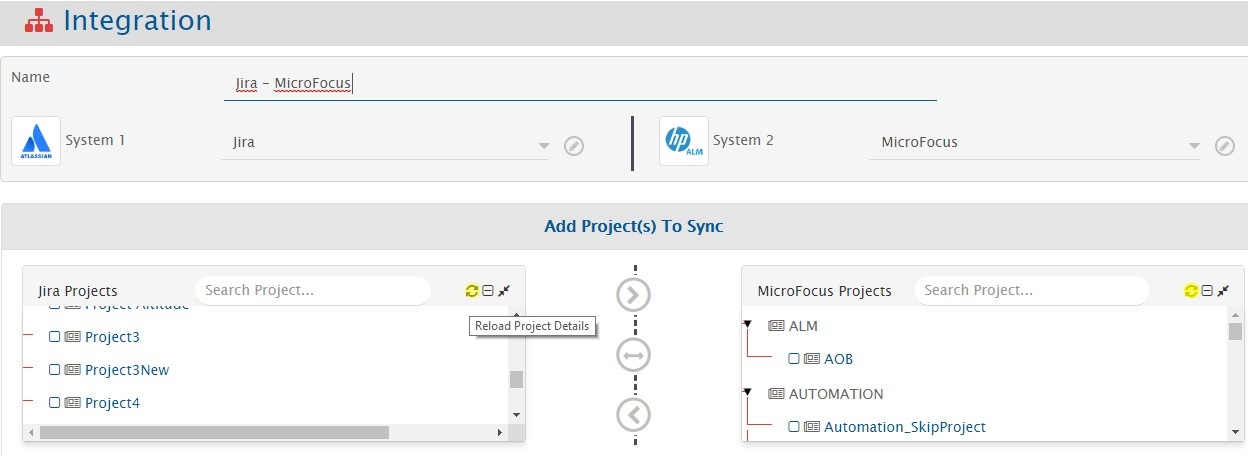 Integration
Name
Jira – MicroFocus
ATLASSIAN
System 1
Jira
hp
ALM
System 2
MicroFocus
Add Project(s) To Sync
Jira Projects
Search Project...
Project Altitude
Reload Project Details
Project3
Project3New
Project4
MicroFocus Projects
Search Project...
ALM
AOB
AUTOMATION
Automation_SkipProject